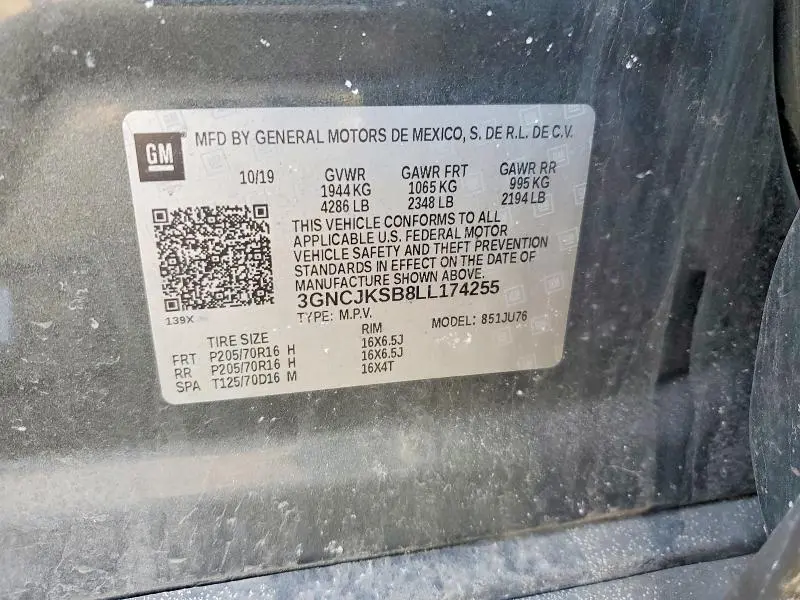 GM
MFD BY GENERAL MOTORS DE MEXICO, S. DE R.L. DE C.V.
10/19 GVWR GAWR FRT GAWR RR
1944 KG 1065 KG 995 KG
4286 LB 2348 LB 2194 LB
THIS VEHICLE CONFORMS TO ALL
APPLICABLE U.S. FEDERAL MOTOR
VEHICLE SAFETY AND THEFT PREVENTION
STANDARDS IN EFFECT ON THE DATE OF
MANUFACTURE SHOWN ABOVE.
3GNCJKSB8LL174255
139X
TYPE: M.P.V. MODEL: 851JU76
TIRE SIZE RIM
FRT P205/70R16 H 16X6.5J
RR P205/70R16 H 16X6.5J
SPA T125/70D16 M 16X4T